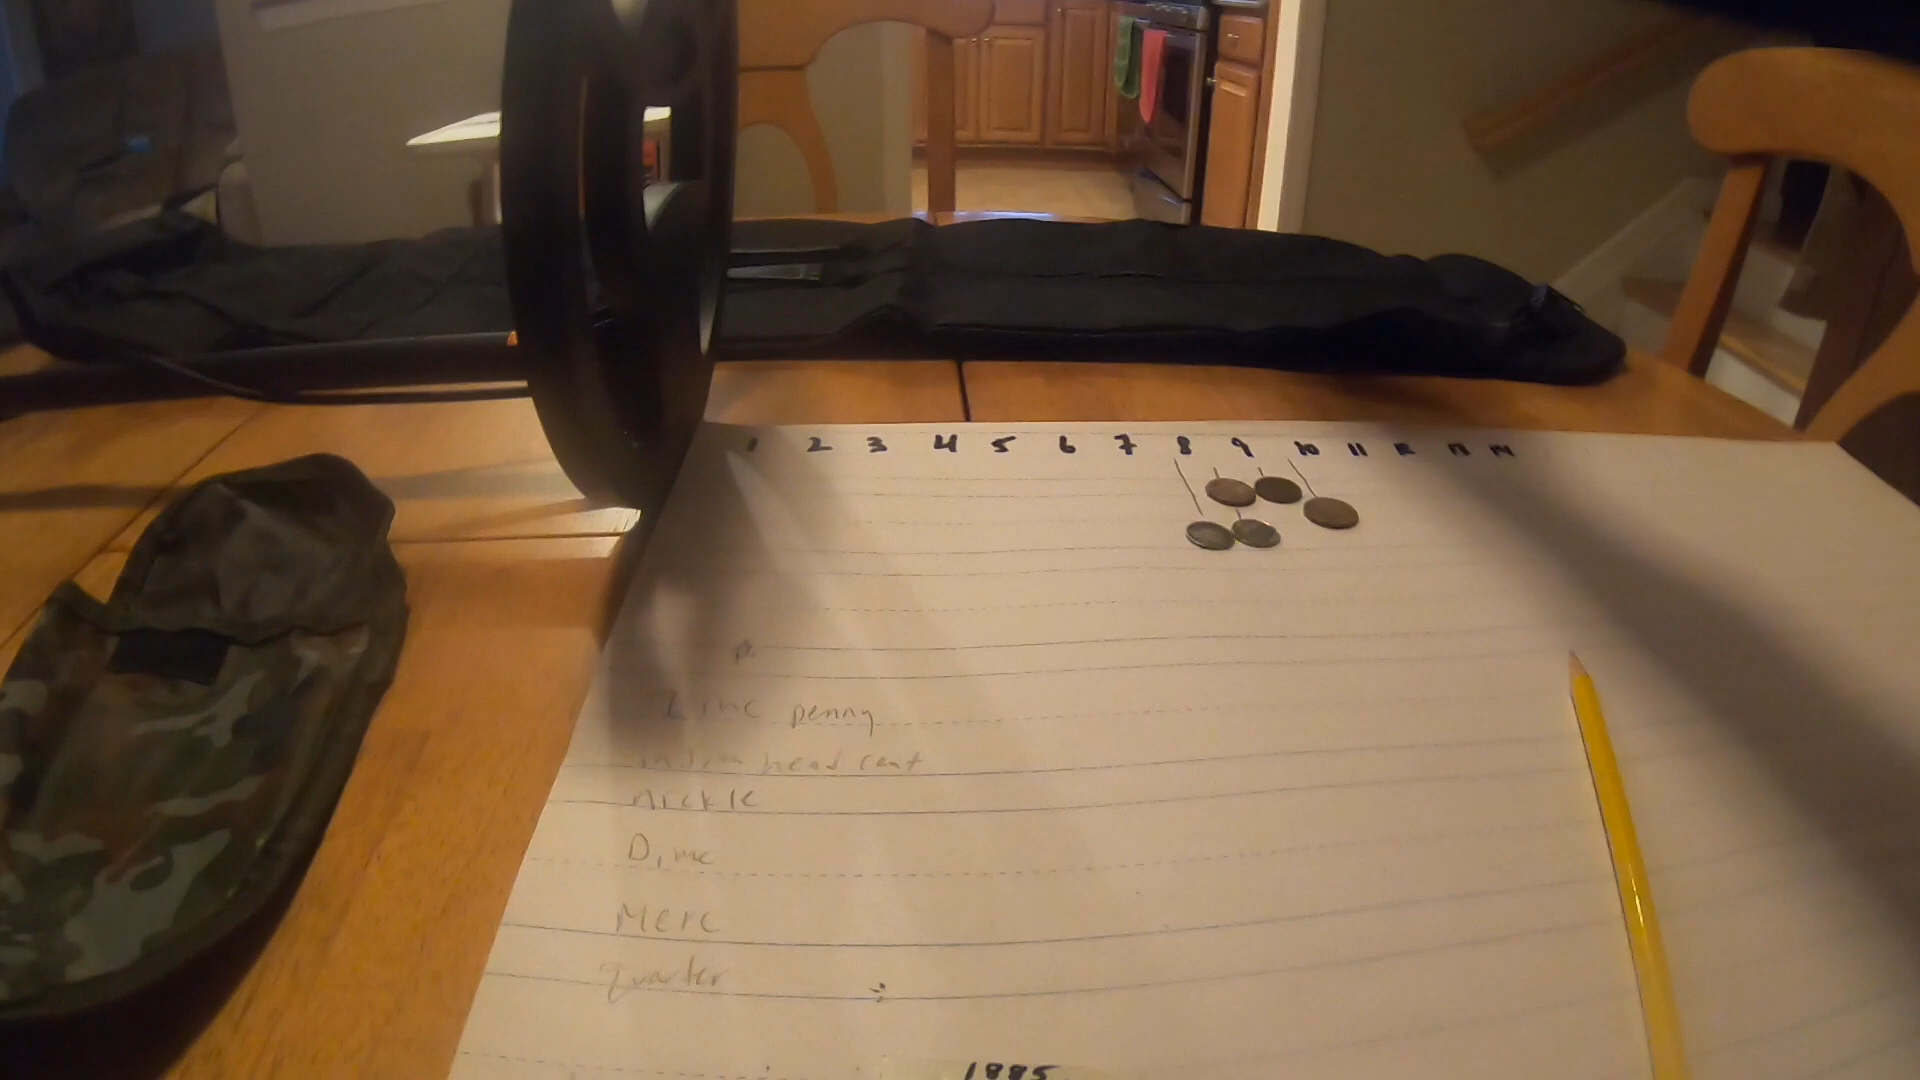 1 2 3 4 5 6 7 8 9 10 11 12 13 14
Zinc penny
indian head cent
nickle
Dime
Merc
quarter
1885